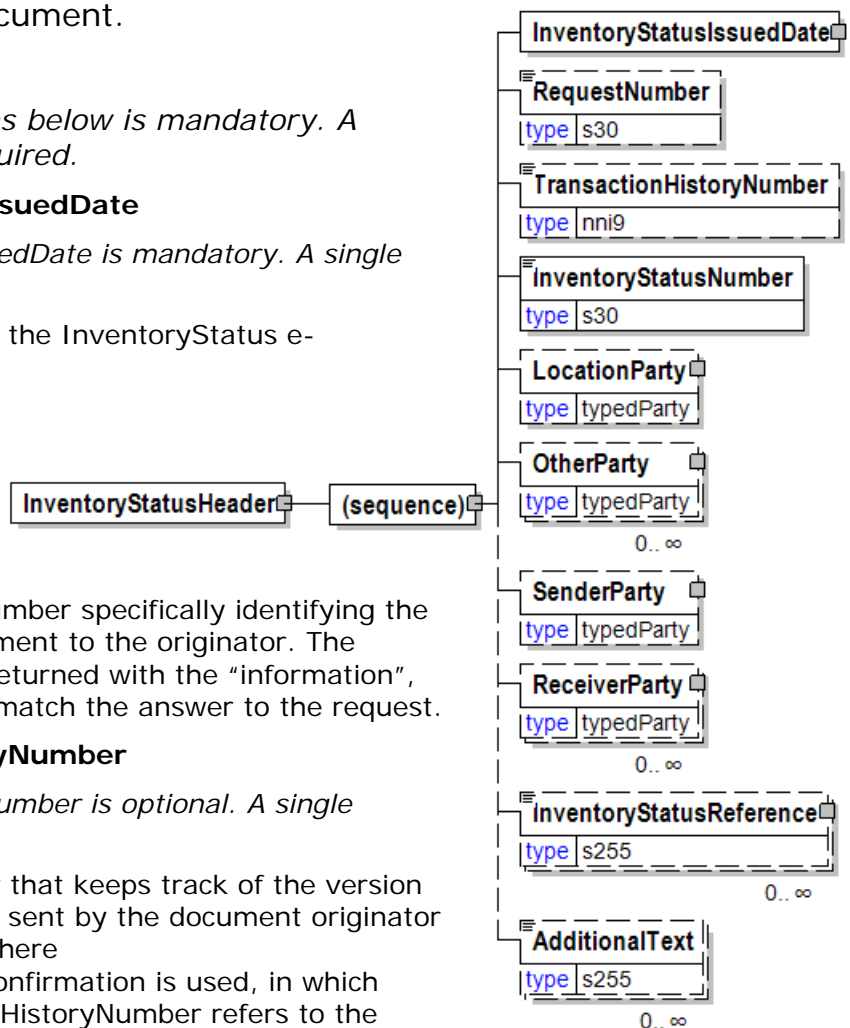 cument.
s below is mandatory. A
uired.
ssuedDate
edDate is mandatory. A single
the InventoryStatus e-
umber specifically identifying the
ment to the originator. The
eturned with the “information”,
match the answer to the request.
yNumber
umber is optional. A single
that keeps track of the version
sent by the document originator
here
onfirmation is used, in which
HistoryNumber refers to the
InventoryStatusHeader
(sequence)
InventoryStatusIssuedDate
RequestNumber
type s30
TransactionHistoryNumber
type nni9
InventoryStatusNumber
type s30
LocationParty
type typedParty
OtherParty
type typedParty
0.. ∞
SenderParty
type typedParty
ReceiverParty
type typedParty
0.. ∞
InventoryStatusReference
type s255
0.. ∞
AdditionalText
type s255
0.. ∞